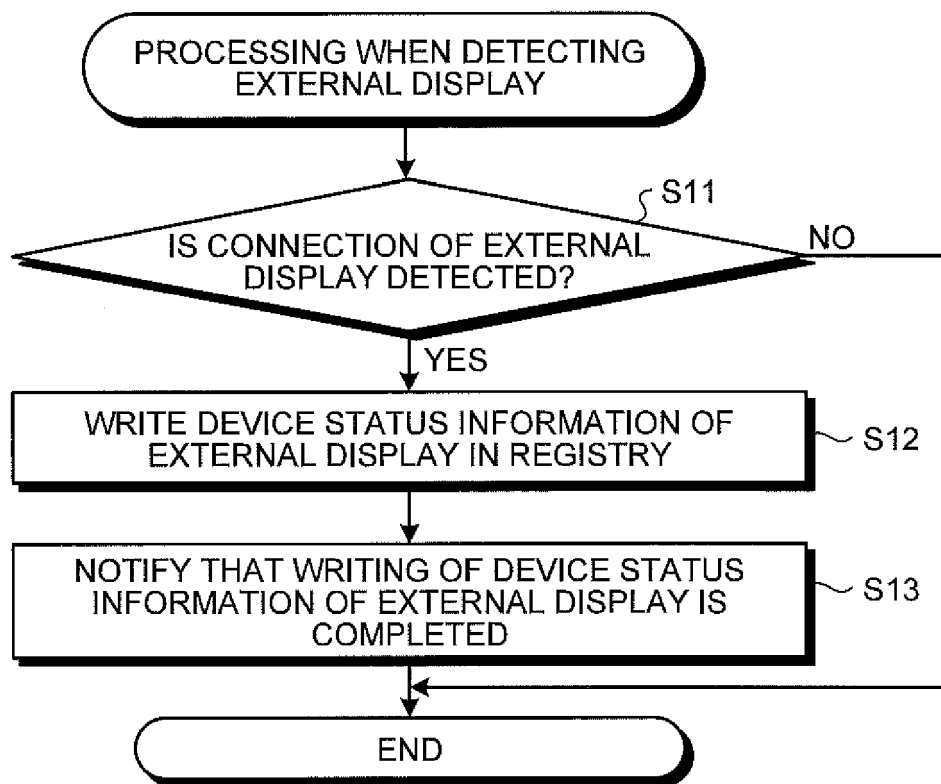 PROCESSING WHEN DETECTING
EXTERNAL DISPLAY
S11
IS CONNECTION OF EXTERNAL
DISPLAY DETECTED?
NO
YES
WRITE DEVICE STATUS INFORMATION OF
EXTERNAL DISPLAY IN REGISTRY
S12
NOTIFY THAT WRITING OF DEVICE STATUS
INFORMATION OF EXTERNAL DISPLAY IS
COMPLETED
S13
END